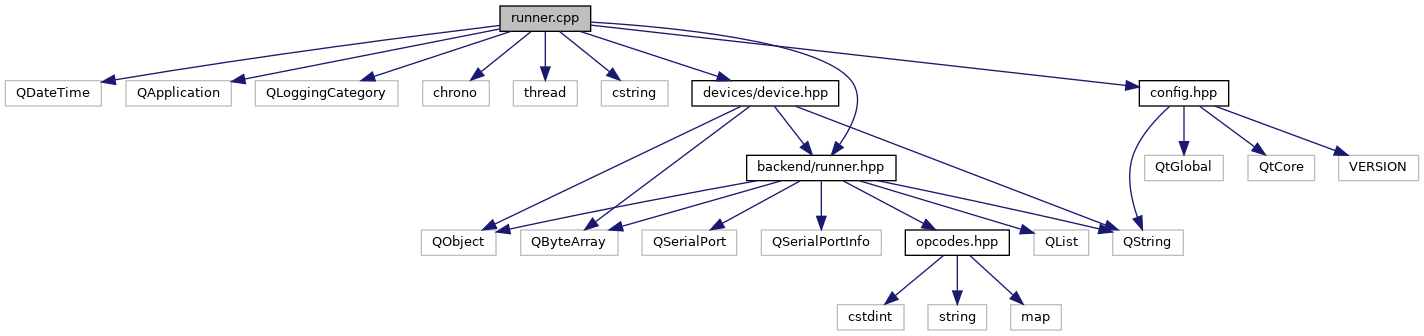 runner.cpp
QDateTime
QApplication
QLoggingCategory
chrono
thread
cstring
devices/device.hpp
config.hpp
backend/runner.hpp
QtGlobal
QtCore
VERSION
QObject
QByteArray
QSerialPort
QSerialPortInfo
opcodes.hpp
QList
QString
cstdint
string
map